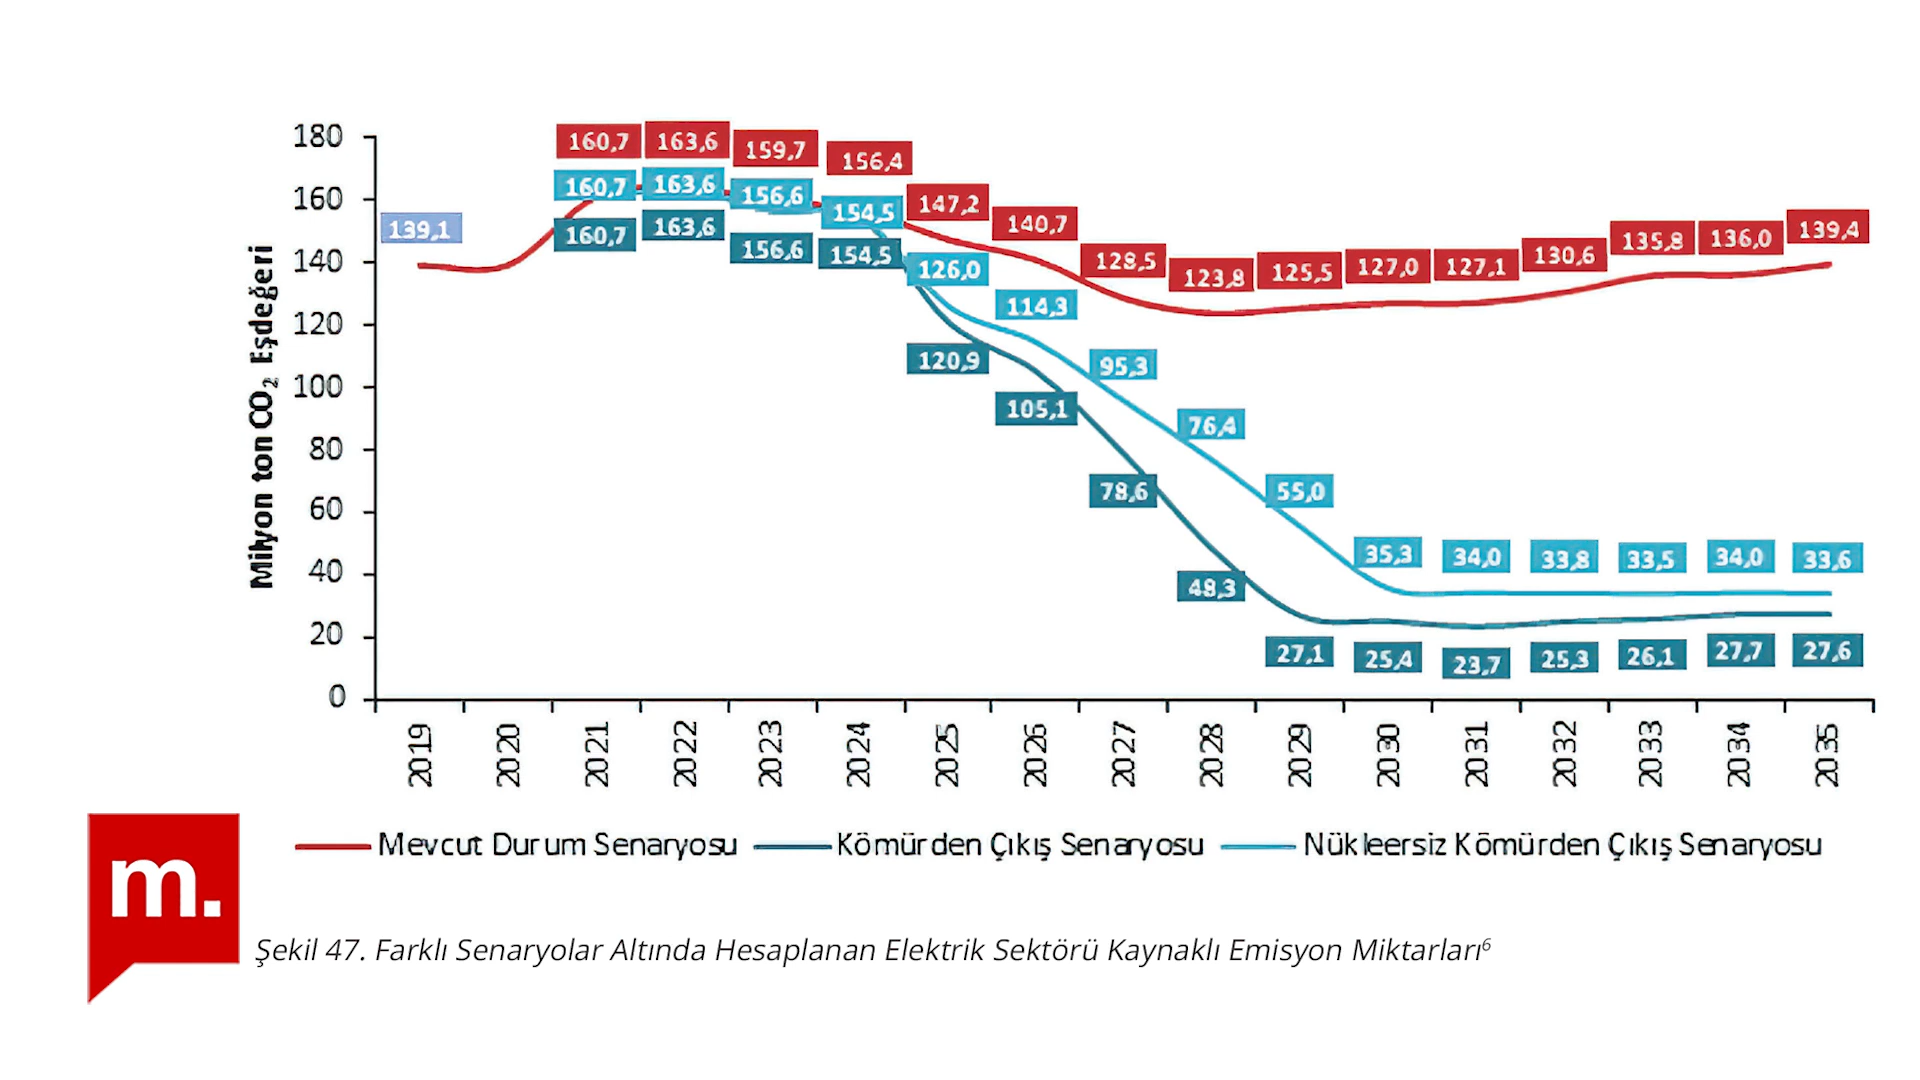 180
160
140
120
100
80
60
40
20
0
Milyon ton CO₂ Eşdeğeri
139,1
160,7 163,6 159,7 156,4 147,2 140,7 128,5 123,8 125,5 127,0 127,1 130,6 135,8 136,0 139,4
160,7 163,6 156,6 154,5 126,0 114,3 95,3 76,4 55,0 35,3 34,0 33,8 33,5 34,0 33,6
160,7 163,6 156,6 154,5 120,9 105,1 78,6 48,3 27,1 25,4 23,7 25,3 26,1 27,7 27,6
2019 2020 2021 2022 2023 2024 2025 2026 2027 2028 2029 2030 2031 2032 2033 2034 2035
Mevcut Durum Senaryosu Kömürden Çıkış Senaryosu Nükleersiz Kömürden Çıkış Senaryosu
m.
Şekil 47. Farklı Senaryolar Altında Hesaplanan Elektrik Sektörü Kaynaklı Emisyon Miktarları⁶